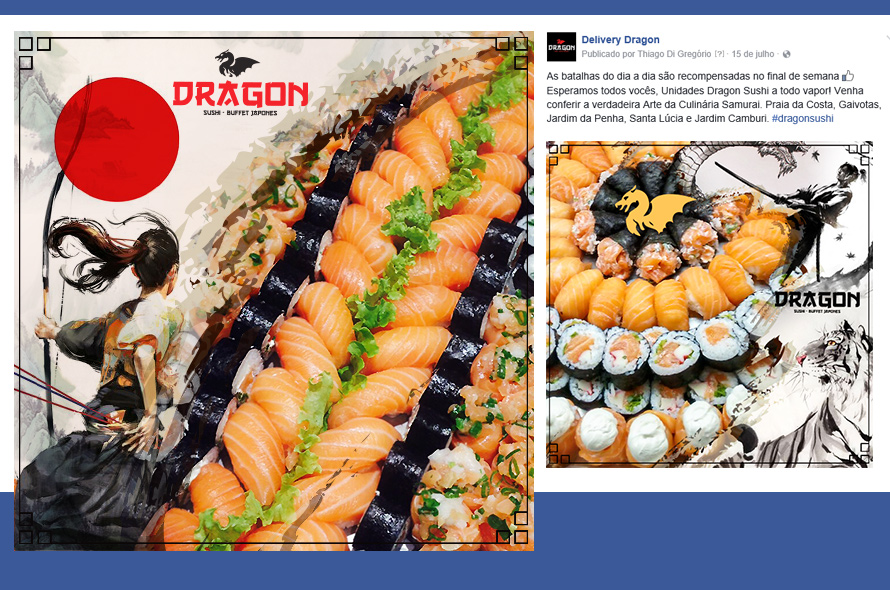 DRAGON
SUSHI - BUFFET JAPONES
DRAGON
Delivery Dragon
Publicado por Thiago Di Gregório [?] · 15 de julho ·
As batalhas do dia a dia são recompensadas no final de semana
Esperamos todos vocês, Unidades Dragon Sushi a todo vapor! Venha
conferir a verdadeira Arte da Culinária Samurai. Praia da Costa, Gaivotas,
Jardim da Penha, Santa Lúcia e Jardim Camburi. #dragonsushi
DRAGON
SUSHI - BUFFET JAPONES